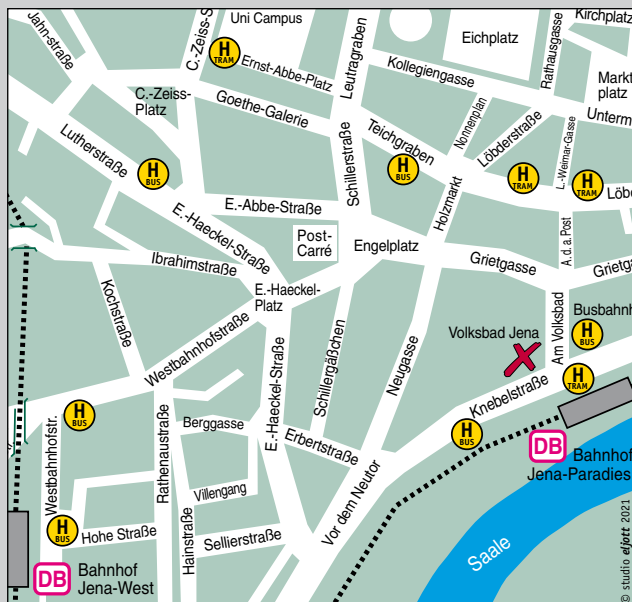 Uni Campus
Kirchplatz
Jahn-straße
C.-Zeiss-S
H
TRAM
Ernst-Abbe-Platz
Leutragraben
Eichplatz
Rathausgasse
Kollegiengasse
Markt
platz
C.-Zeiss-
Platz
Goethe-Galerie
Nonnenplan
Unterm
Lutherstraße
Teichgraben
Löbderstraße
L.-Weimar-Gasse
H
BUS
Schillerstraße
H
BUS
H
TRAM
H
TRAM
Löbd
E.-Abbe-Straße
Holzmarkt
E.-Haeckel-Straße
Post-
Carré
Engelplatz
A.d.a.Post
Ibrahimstraße
Grietgasse
Grietga
Kochstraße
E.-Haeckel-
Platz
Busbahnh
Westbahnhofstraße
Schillergäßchen
Neugasse
Volksbad Jena
Am Volksbad
H
BUS
E.-Haeckel-Straße
H
TRAM
Knebelstraße
H
BUS
Westbahnhofstr.
Rathenaustraße
Berggasse
Erbertstraße
H
BUS
DB
Bahnhof
Jena-Paradies
Villengang
Vor dem Neutor
H
BUS
Hohe Straße
Hainstraße
Sellierstraße
Saale
DB
Bahnhof
Jena-West
© studio eljott 2021